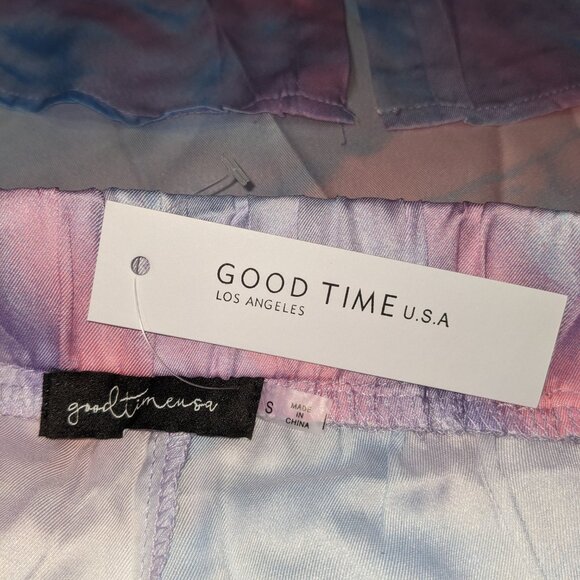 GOOD TIME U.S.A
LOS ANGELES
goodtimeusa
S
MADE
IN
CHINA